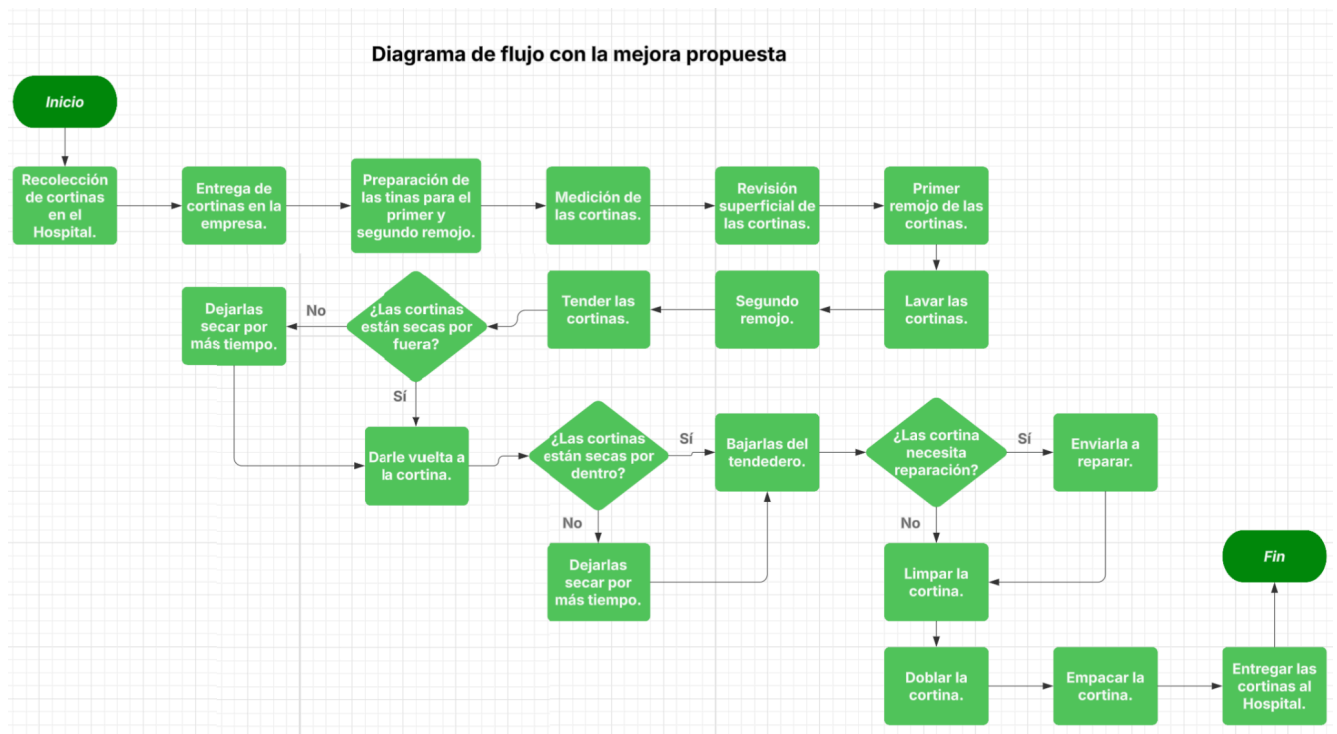 Diagrama de flujo con la mejora propuesta
Inicio
Recolección
de cortinas
en el
Hospital.
Entrega de
cortinas en la
empresa.
Preparación de
las tinas para el
primer y
segundo remojo.
Medición de
las cortinas.
Revisión
superficial de
las cortinas.
Primer
remojo de las
cortinas.
Lavar las
cortinas.
Segundo
remojo.
Tender las
cortinas.
¿Las cortinas
están secas por
fuera?
No
Dejarlas
secar por
más tiempo.
Sí
Darle vuelta a
la cortina.
¿Las cortinas
están secas por
dentro?
Sí
No
Dejarlas
secar por
más tiempo.
Bajarlas del
tendedero.
¿Las cortina
necesita
reparación?
Sí
Enviarla a
reparar.
No
Limpar la
cortina.
Doblar la
cortina.
Empacar la
cortina.
Entregar las
cortinas al
Hospital.
Fin